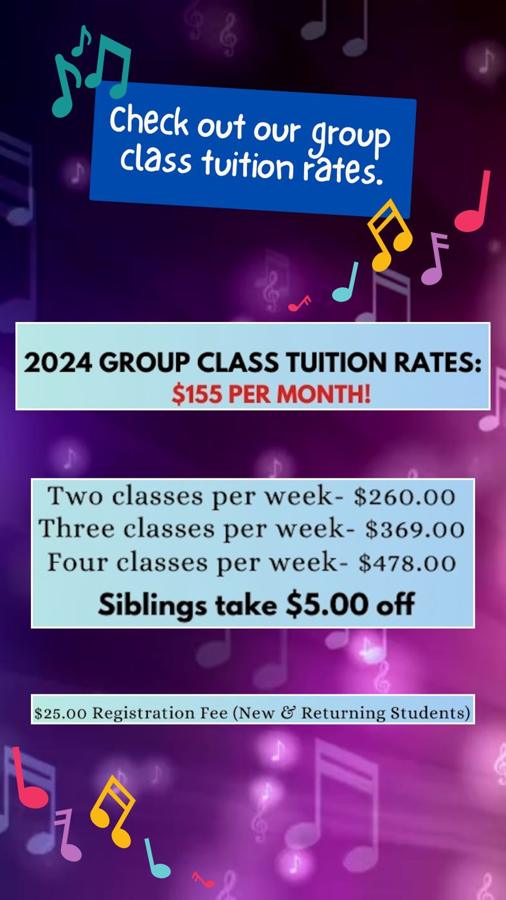 Check out our group
class tuition rates.
2024 GROUP CLASS TUITION RATES:
$155 PER MONTH!
Two classes per week- $260.00
Three classes per week- $369.00
Four classes per week- $478.00
Siblings take $5.00 off
$25.00 Registration Fee (New & Returning Students)